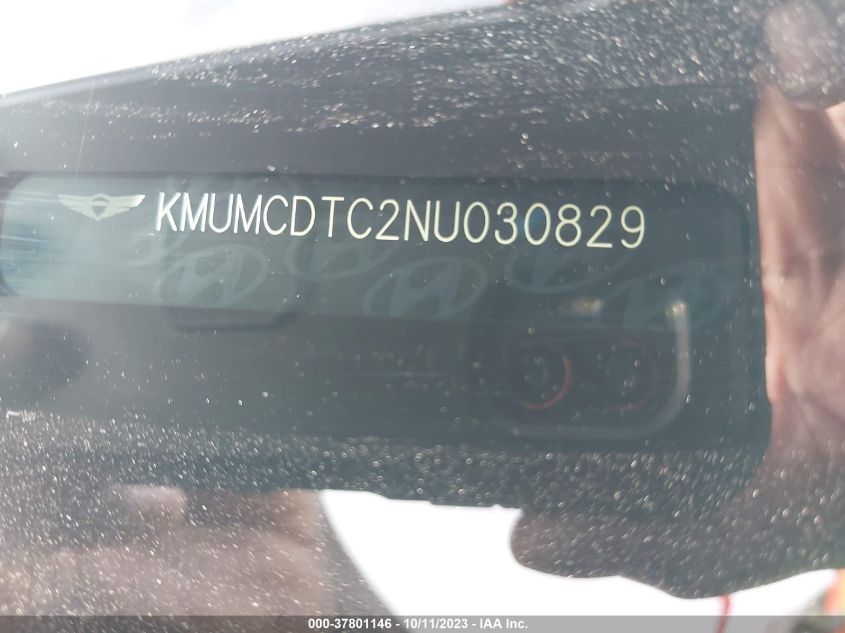 KMUMCDTC2NU030829
000-37801146 - 10/11/2023 - IAA Inc.